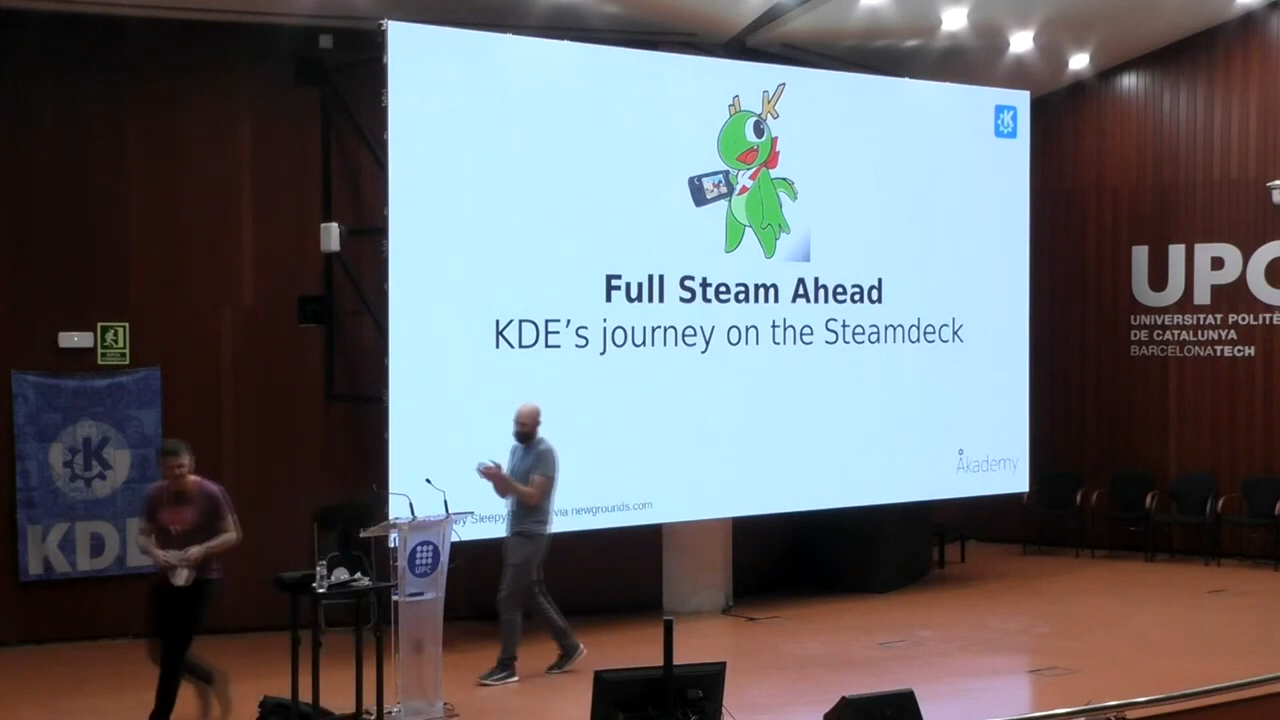 K
Full Steam Ahead
KDE's journey on the Steamdeck
Akademy
via newgrounds.com
UPC
UNIVERSITAT POLITÈ
DE CATALUNYA
BARCELONATECH
K
KDE
UPC